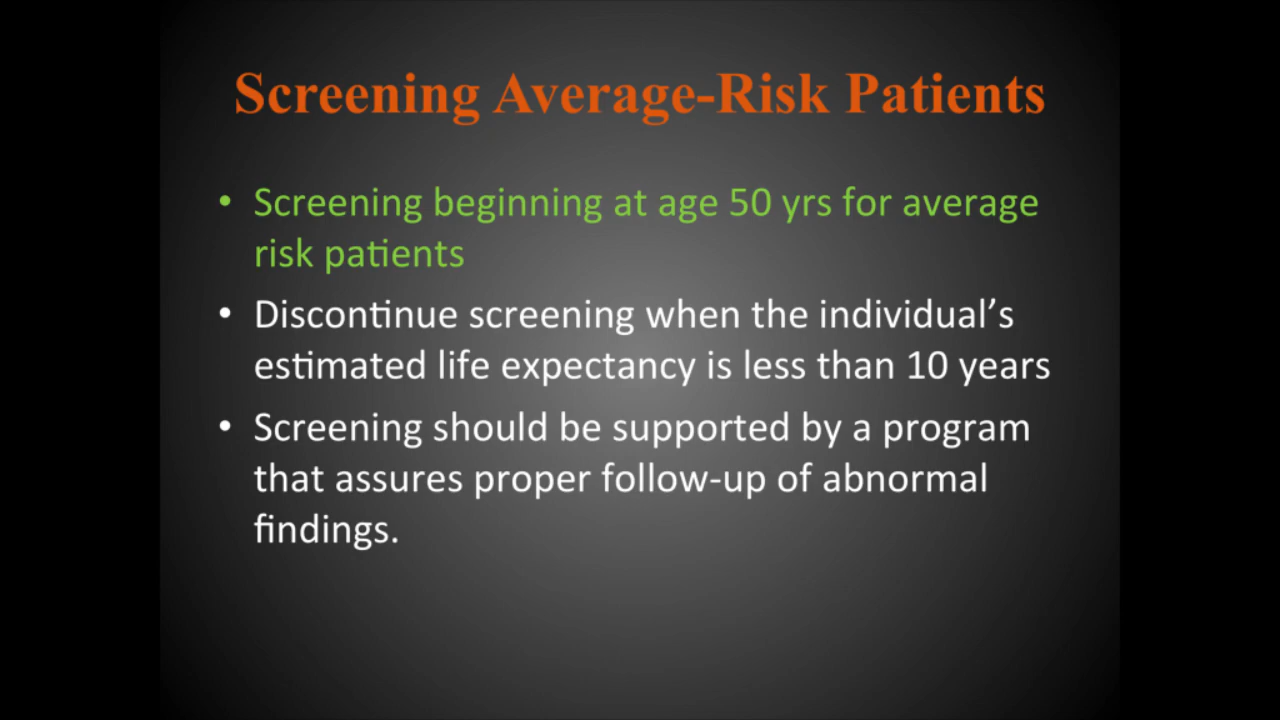 Screening Average-Risk Patients
• Screening beginning at age 50 yrs for average
risk patients
• Discontinue screening when the individual’s
estimated life expectancy is less than 10 years
• Screening should be supported by a program
that assures proper follow-up of abnormal
findings.